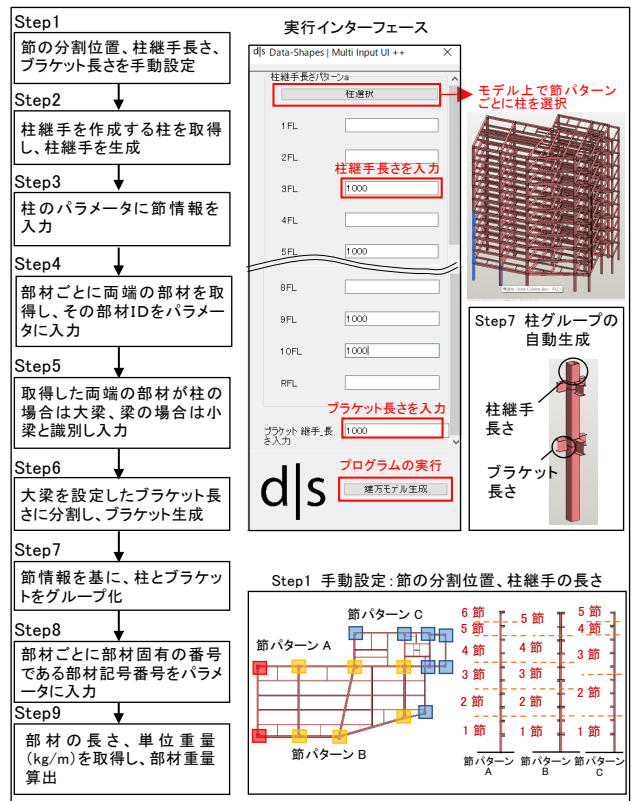 Step1
節の分割位置、柱継手長さ、
ブラケット長さを手動設定
Step2
柱継手を作成する柱を取得
し、柱継手を生成
Step3
柱のパラメータに節情報を
入力
Step4
部材ごとに両端の部材を取
得し、その部材IDをパラメー
タに入力
Step5
取得した両端の部材が柱の
場合は大梁、梁の場合は小
梁と識別し入力
Step6
大梁を設定したブラケット長
さに分割し、ブラケット生成
Step7
節情報を基に、柱とブラケッ
トをグループ化
Step8
部材ごとに部材固有の番号
である部材記号番号をパラメ
ータに入力
Step9
部材の長さ、単位重量
(kg/m)を取得し、部材重量
算出
実行インターフェース
d|s Data-Shapes | Multi Input UI ++ ×
柱継手長さパターンa
柱選択
1FL
2FL
柱継手長さを入力
3FL 1000
4FL
5FL 1000
8FL
9FL 1000
10FL 1000
RFL
ブラケット長さを入力
ブラケット 継手_長
さ入力 1000
プログラムの実行
d|s
建方モデル生成
モデル上で節パターン
ごとに柱を選択
Step7 柱グループの
自動生成
柱継手
長さ
ブラケット
長さ
Step1 手動設定:節の分割位置、柱継手の長さ
節パターン C
節パターン A
節パターン B
6 節
5 節
4 節
3 節
2 節
1 節
節パターン
A
5 節
4 節
3 節
2 節
1 節
節パターン
B
5 節
4 節
3 節
2 節
1 節
節パターン
C